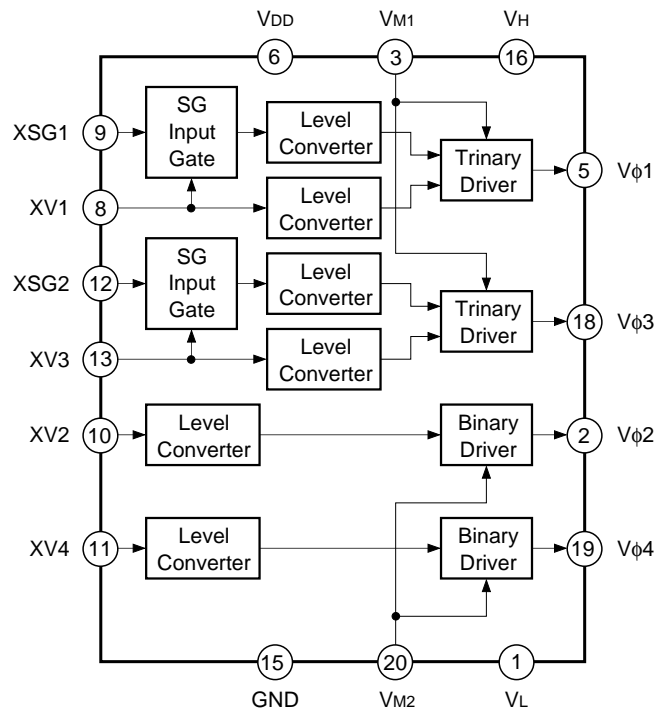 VDD VM1 VH
6 3 16
XSG1 9 SG Input Gate Level Converter Trinary Driver 5 Vϕ1
XV1 8 Level Converter
XSG2 12 SG Input Gate Level Converter Trinary Driver 18 Vϕ3
XV3 13 Level Converter
XV2 10 Level Converter Binary Driver 2 Vϕ2
XV4 11 Level Converter Binary Driver 19 Vϕ4
15 20 1
GND VM2 VL